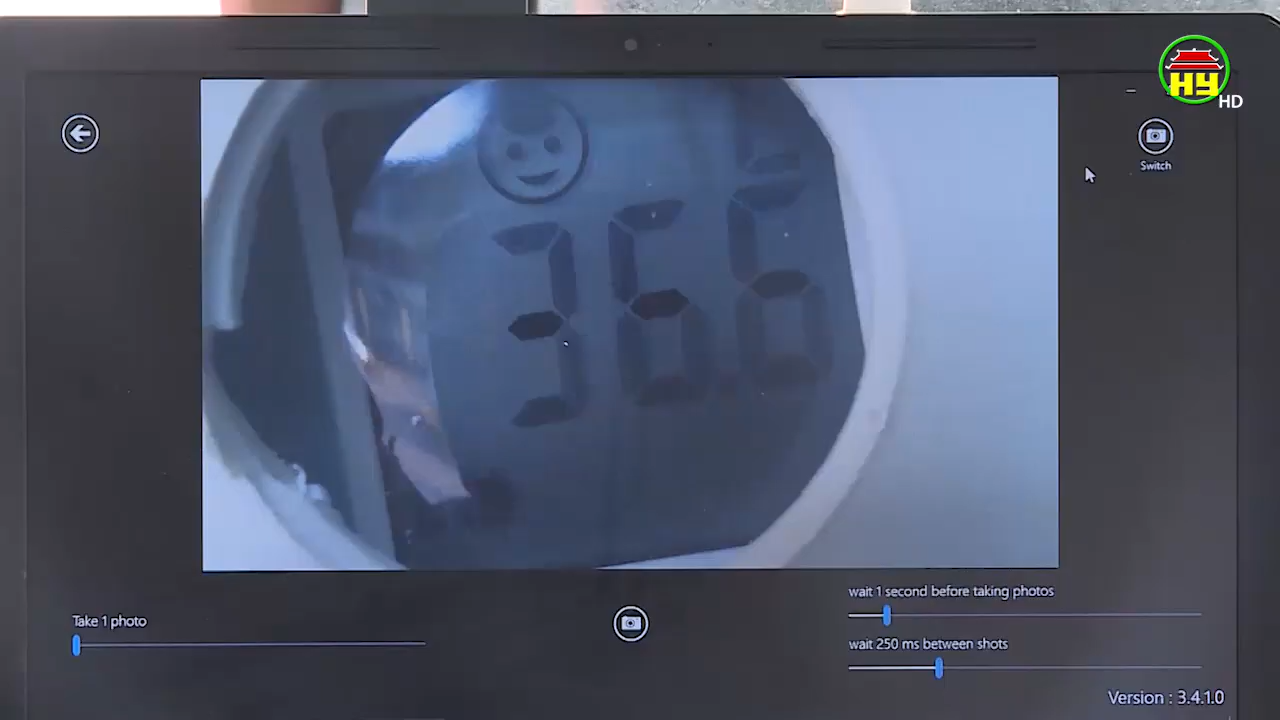 HY
HD
Switch
36.6
Take 1 photo
wait 1 second before taking photos
wait 250 ms between shots
Version : 3.4.1.0